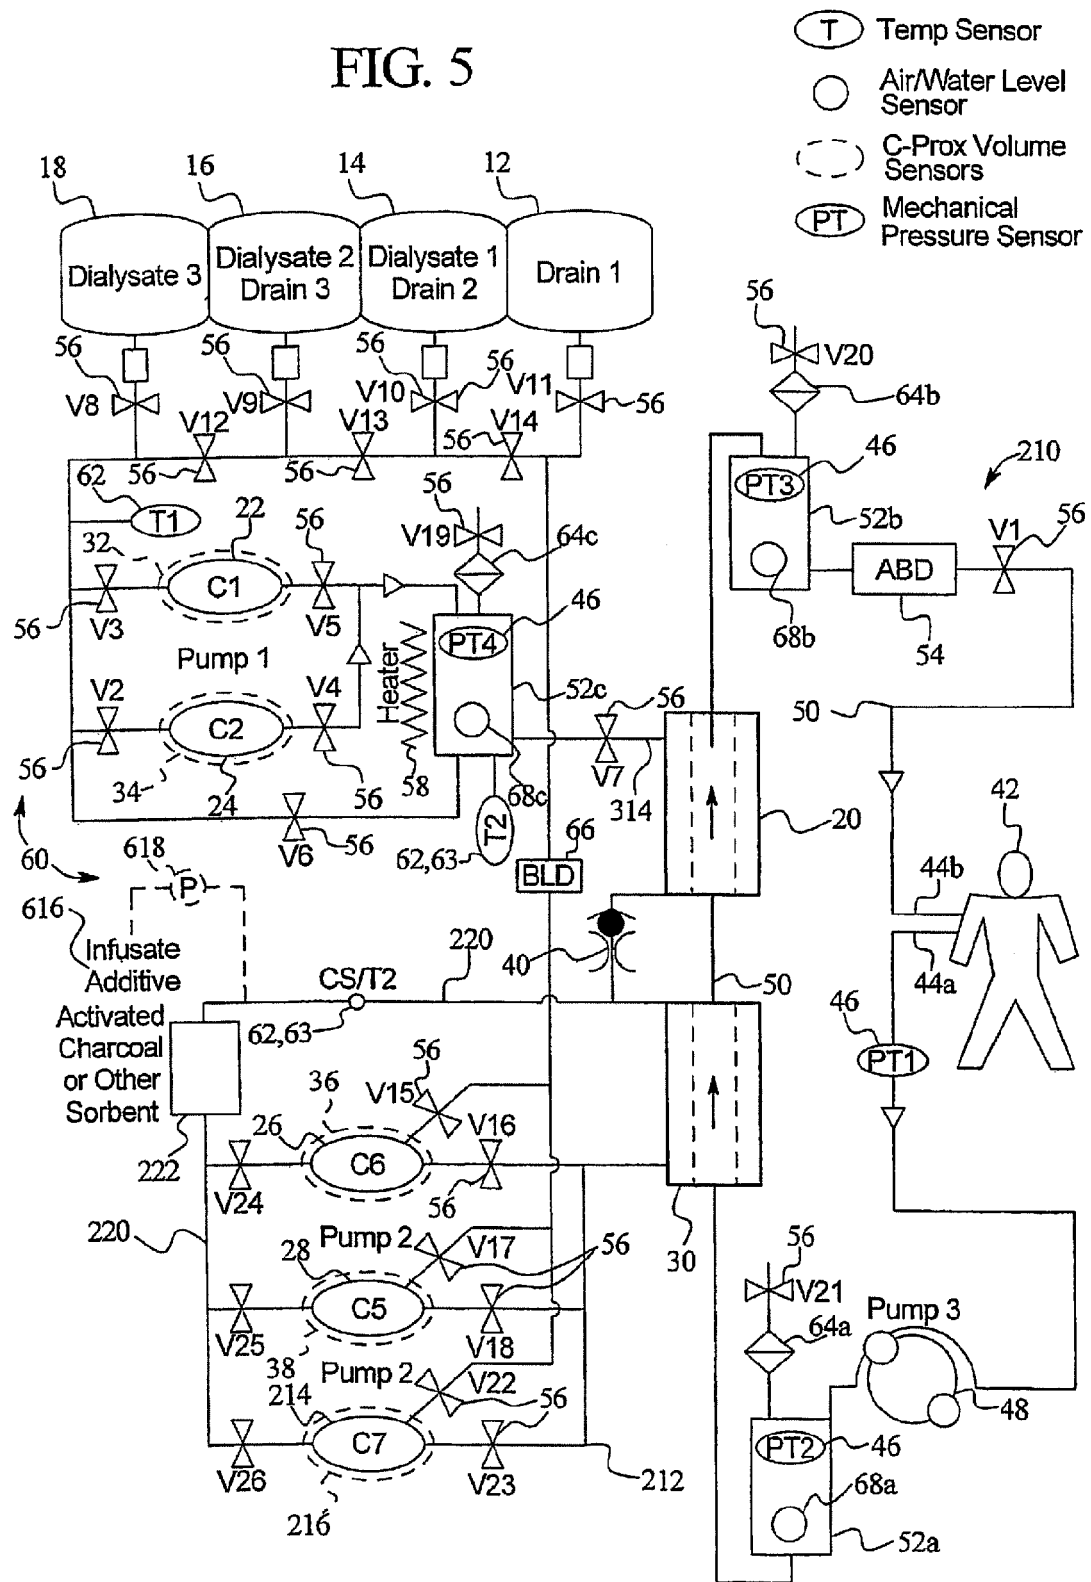 FIG. 5
T Temp Sensor
Air/Water Level
Sensor
C-Prox Volume
Sensors
PT Mechanical
Pressure Sensor
18
16
14
12
Dialysate 3
Dialysate 2
Drain 3
Dialysate 1
Drain 2
Drain 1
56
V20
64b
56
56
56
56
V8
V9
V10
V11
56
V12
V13
V14
56
56
56
62
T1
56
V19
64c
PT3
46
52b
210
V1
56
32
22
56
C1
56
V3
V5
46
PT4
ABD
68b
54
Pump 1
Heater
V2
V4
52c
56
50
C2
56
34
24
56
58
68c
V7
314
42
20
V6
56
T2
62,63
66
60
618
P
BLD
44b
616
Infusate
Additive
220
40
50
44a
CS/T2
Activated
Charcoal
or Other
Sorbent
62,63
46
PT1
56
V15
36
V16
26
C6
222
V24
56
220
Pump 2
V17
56
30
56
28
C5
V21
Pump 3
V25
V18
64a
38
Pump 2
V22
214
56
48
C7
PT2
46
V26
V23
212
68a
216
52a